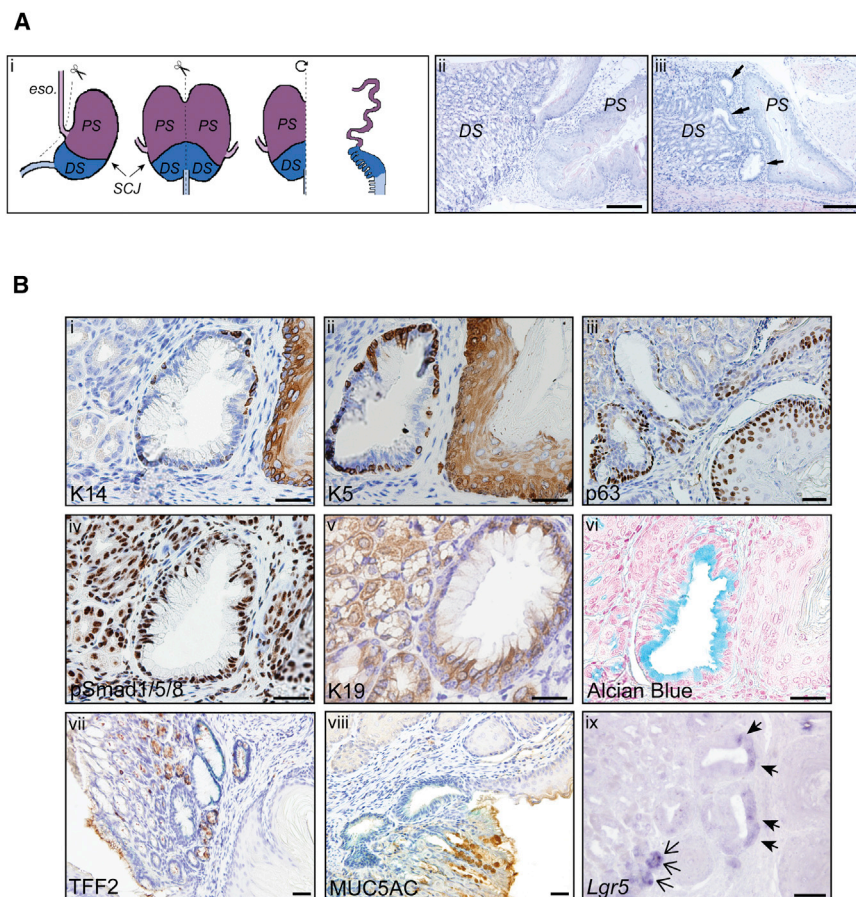 A
i
eso.
PS
DS
SCJ
PS PS
DS DS
PS
DS
ii
DS
PS
iii
DS
PS
B
i
K14
ii
K5
iii
p63
iv
pSmad1/5/8
v
K19
vi
Alcian Blue
vii
TFF2
viii
MUC5AC
ix
Lgr5